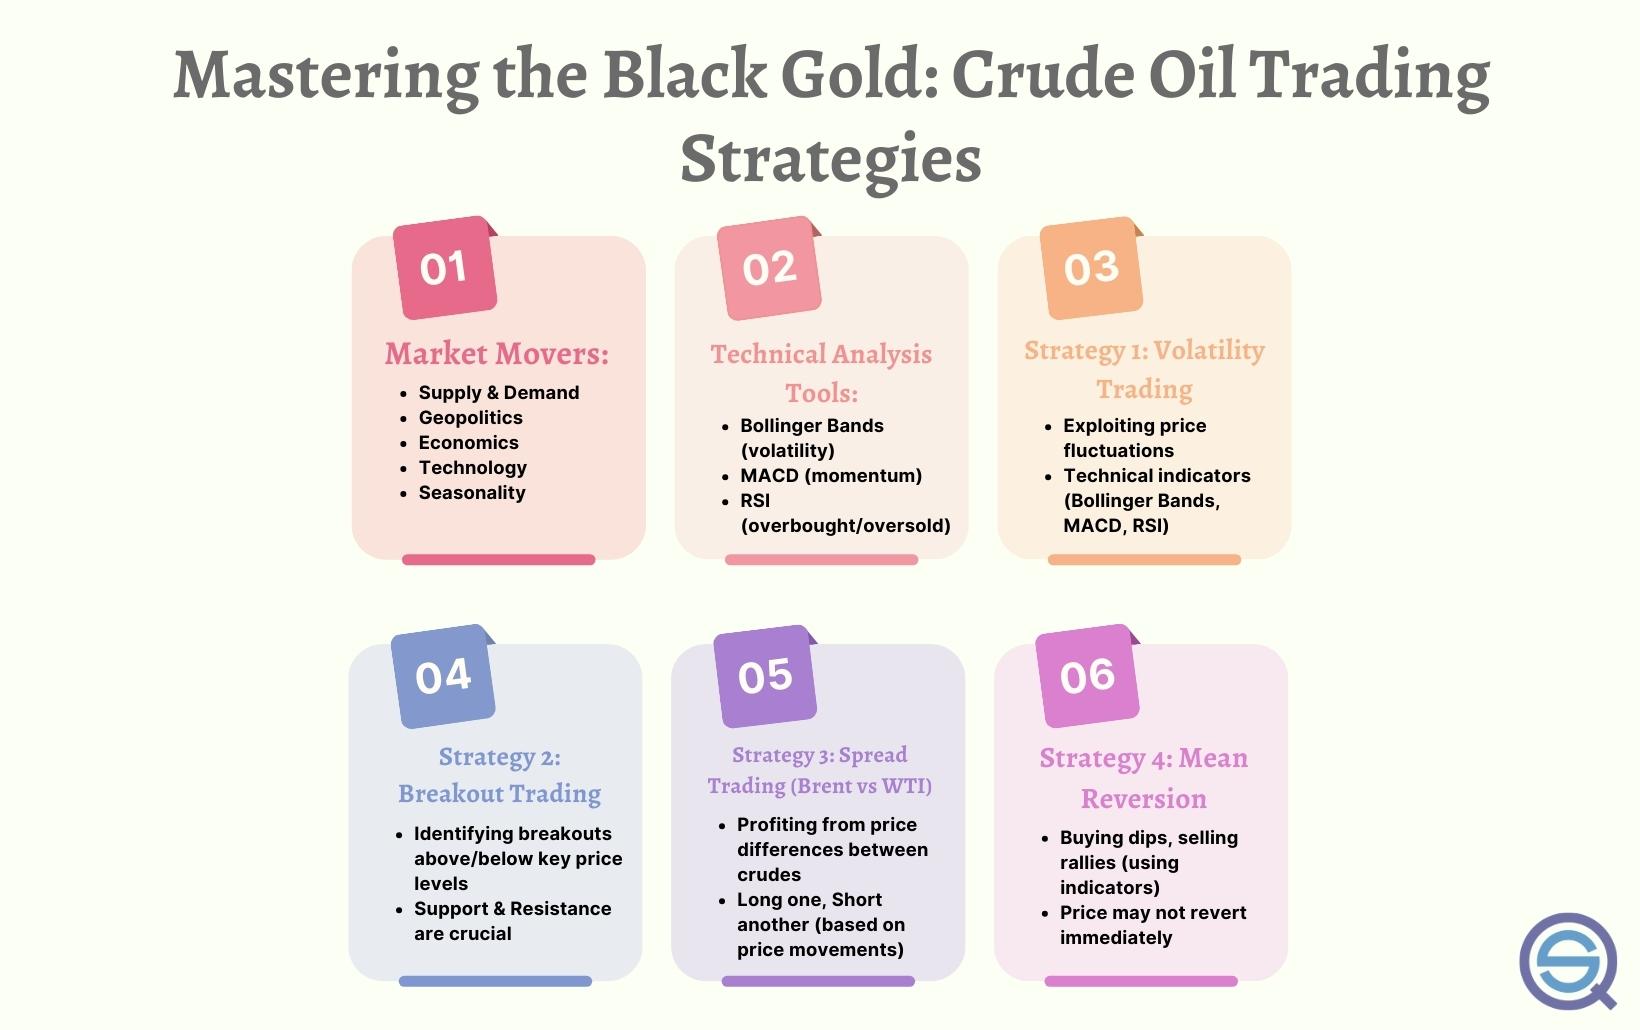 Mastering the Black Gold: Crude Oil Trading
Strategies
01
Market Movers:
• Supply & Demand
• Geopolitics
• Economics
• Technology
• Seasonality
02
Technical Analysis
Tools:
• Bollinger Bands
(volatility)
• MACD (momentum)
• RSI
(overbought/oversold)
03
Strategy 1: Volatility
Trading
• Exploiting price
fluctuations
• Technical indicators
(Bollinger Bands,
MACD, RSI)
04
Strategy 2:
Breakout Trading
• Identifying breakouts
above/below key price
levels
• Support & Resistance
are crucial
05
Strategy 3: Spread
Trading (Brent vs WTI)
• Profiting from price
differences between
crudes
• Long one, Short
another (based on
price movements)
06
Strategy 4: Mean
Reversion
• Buying dips, selling
rallies (using
indicators)
• Price may not revert
immediately